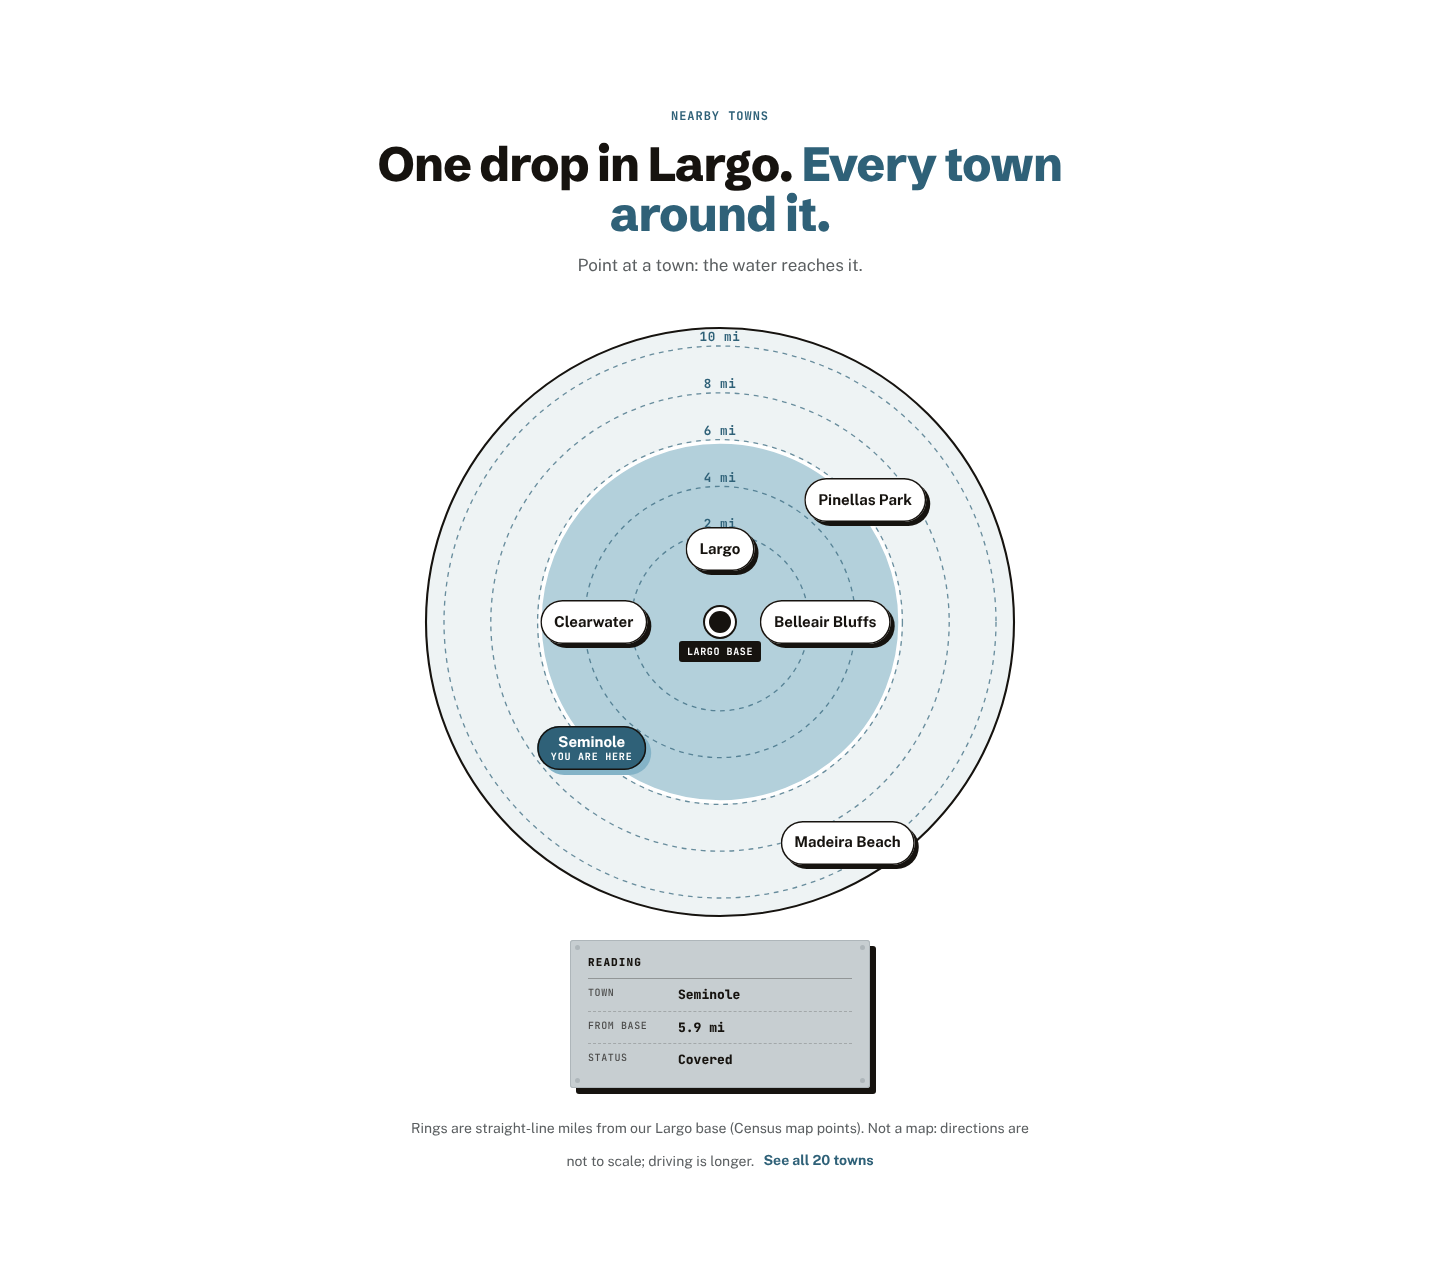 NEARBY TOWNS
One drop in Largo. Every town
around it.
Point at a town: the water reaches it.
10 mi
8 mi
6 mi
4 mi
2 mi
Pinellas Park
Largo
Clearwater
Belleair Bluffs
LARGO BASE
Seminole
YOU ARE HERE
Madeira Beach
READING
TOWN Seminole
FROM BASE 5.9 mi
STATUS Covered
Rings are straight-line miles from our Largo base (Census map points). Not a map: directions are
not to scale; driving is longer. See all 20 towns